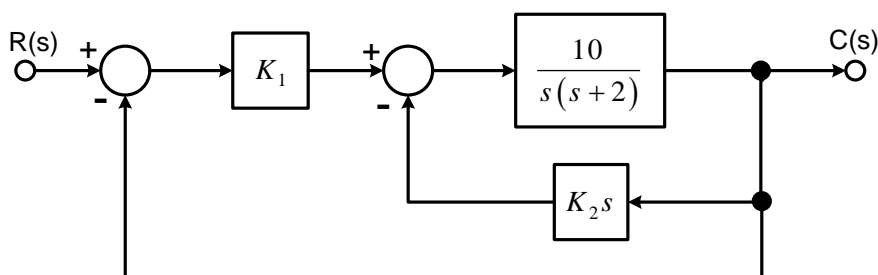 R(s)
+
-
K₁
+
-
10
s(s+2)
C(s)
K₂s